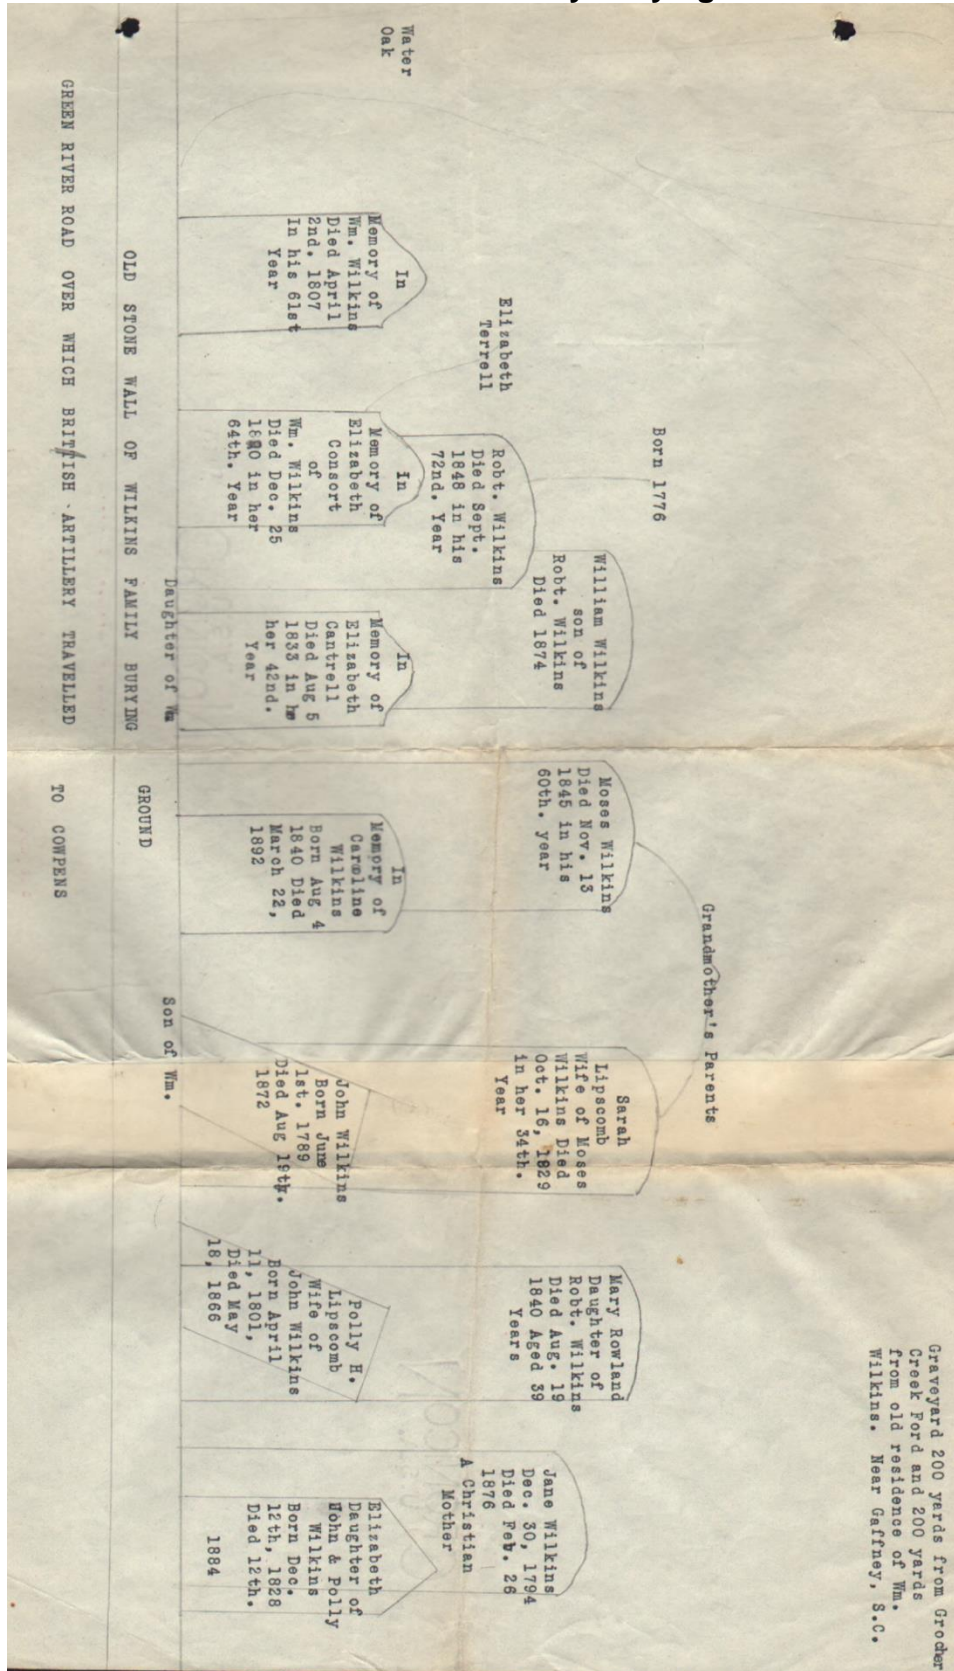 Graveyard 200 yards from Grocher
Creek Ford and 200 yards
from old residence of Wm.
Wilkins. Near Gaffney, S.C.
Born 1776
Grandmother's Parents
William Wilkins
son of
Robt. Wilkins
Died 1874
Moses Wilkins
Died Nov. 13
1845 in his
60th. year
Sarah
Lipscomb
Wife of Moses
Wilkins Died
Oct. 16, 1829
in her 34th.
Year
Mary Rowland
Daughter of
Robt. Wilkins
Died Aug. 19
1840 Aged 39
Years
Jane Wilkins
Dec. 30, 1794
Died Feb. 26
1876
A Christian
Mother
Elizabeth
Terrell
Robt. Wilkins
Died Sept.
1848 in his
72nd. Year
Water
Oak
In
Memory of
Wm. Wilkins
Died April
2nd. 1807
In his 61st
Year
In
Memory of
Elizabeth
Consort
of
Wm. Wilkins
Died Dec. 25
in her
64th. Year
In
Memory of
Elizabeth
Cantrell
Died Aug 5
1833 in he
her 42nd.
Year
In
Memory of
Caroline
Wilkins
Born Aug 4
1840 Died
March 22,
1892
John Wilkins
Born June
1st. 1789
Died Aug 19th.
1872
Polly H.
Lipscomb
Wife of
John Wilkins
Born April
11, 1801,
Died May
18, 1866
Elizabeth
Daughter of
John & Polly
Wilkins
Born Dec.
12th, 1828
Died 12th.
1884
Daughter of Wm
Son of Wm.
OLD STONE WALL OF WILKINS FAMILY BURYING GROUND
GREEN RIVER ROAD OVER WHICH BRITTISH ARTILLERY TRAVELLED TO COWPENS